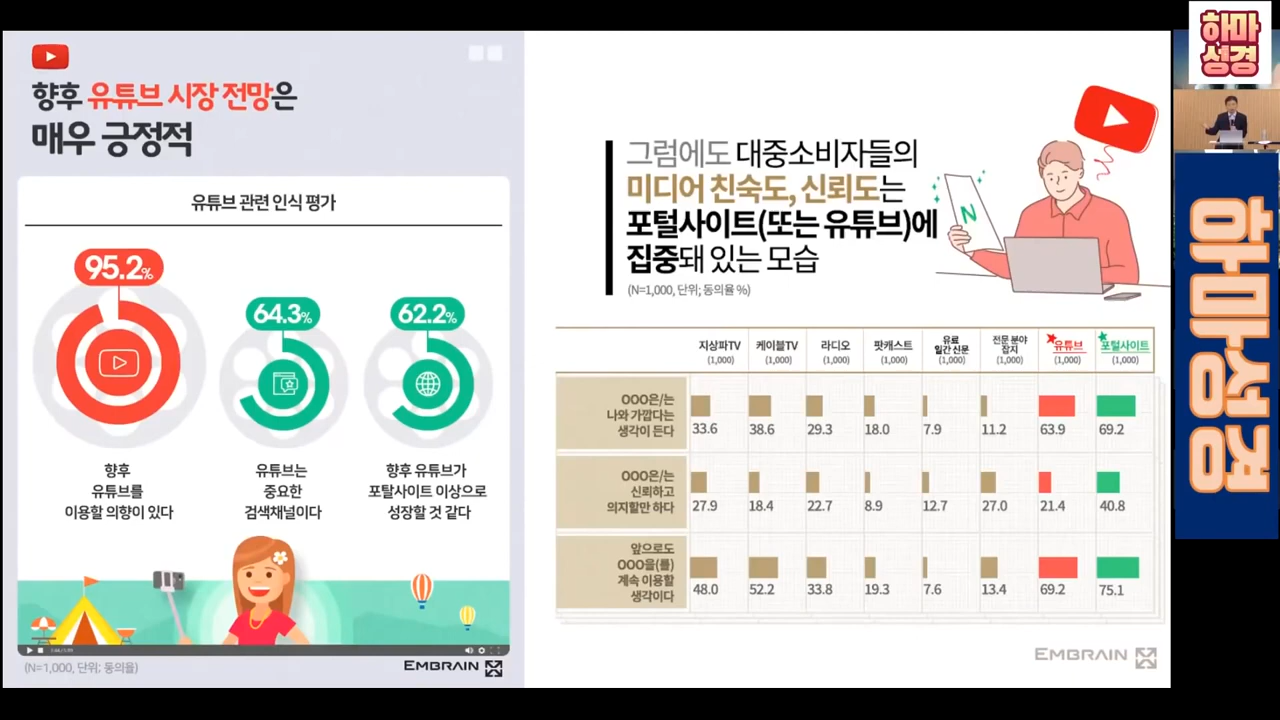 향후 유튜브 시장 전망은
매우 긍정적
유튜브 관련 인식 평가
95.2%
64.3%
62.2%
향후
유튜브를
이용할 의향이 있다
유튜브는
중요한
검색채널이다
향후 유튜브가
포탈사이트 이상으로
성장할 것 같다
(N=1,000, 단위; 동의율)
EMBRAIN
그럼에도 대중소비자들의
미디어 친숙도, 신뢰도는
포털사이트(또는 유튜브)에
집중돼 있는 모습
(N=1,000, 단위; 동의율 %)
N
지상파TV 케이블TV 라디오 팟캐스트 유료 일간 신문 전문 분야 잡지 유튜브 포털사이트
(1,000) (1,000) (1,000) (1,000) (1,000) (1,000) (1,000) (1,000)
OOO은/는
나와 가깝다는
생각이 든다
33.6 38.6 29.3 18.0 7.9 11.2 63.9 69.2
OOO은/는
신뢰하고
의지할만 하다
27.9 18.4 22.7 8.9 12.7 27.0 21.4 40.8
앞으로도
OOO을(를)
계속 이용할
생각이다
48.0 52.2 33.8 19.3 7.6 13.4 69.2 75.1
EMBRAIN
하마
성경
하마성경